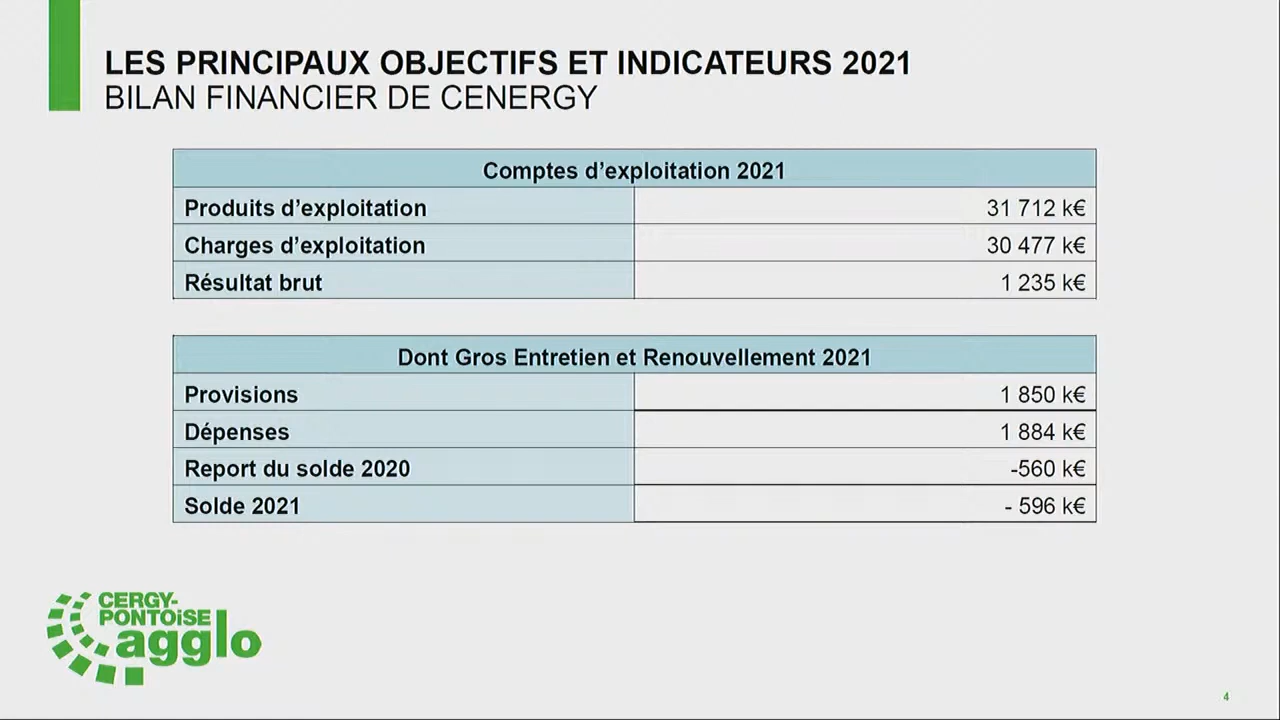 LES PRINCIPAUX OBJECTIFS ET INDICATEURS 2021
BILAN FINANCIER DE CENERGY
Comptes d’exploitation 2021
Produits d’exploitation 31 712 k€
Charges d’exploitation 30 477 k€
Résultat brut 1 235 k€
Dont Gros Entretien et Renouvellement 2021
Provisions 1 850 k€
Dépenses 1 884 k€
Report du solde 2020 -560 k€
Solde 2021 - 596 k€
CERGY-
PONTOiSE
agglo
4